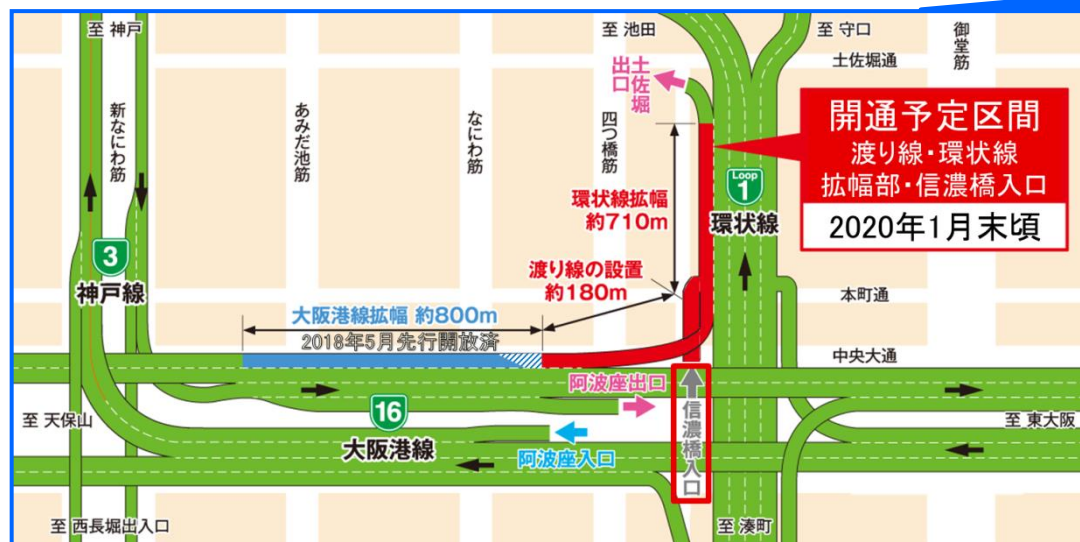 至 神戸
至 池田
至 守口
御堂筋
土佐堀通
土佐堀
出口
新なにわ筋
あみだ池筋
なにわ筋
四つ橋筋
開通予定区間
渡り線・環状線
拡幅部・信濃橋入口
2020年1月末頃
Loop
1
環状線
環状線拡幅
約710m
3
神戸線
渡り線の設置
約180m
本町通
大阪港線拡幅 約800m
2018年5月先行開放済
中央大通
阿波座出口
16
大阪港線
阿波座入口
信濃橋入口
至 天保山
至 東大阪
至 西長堀出入口
至 湊町